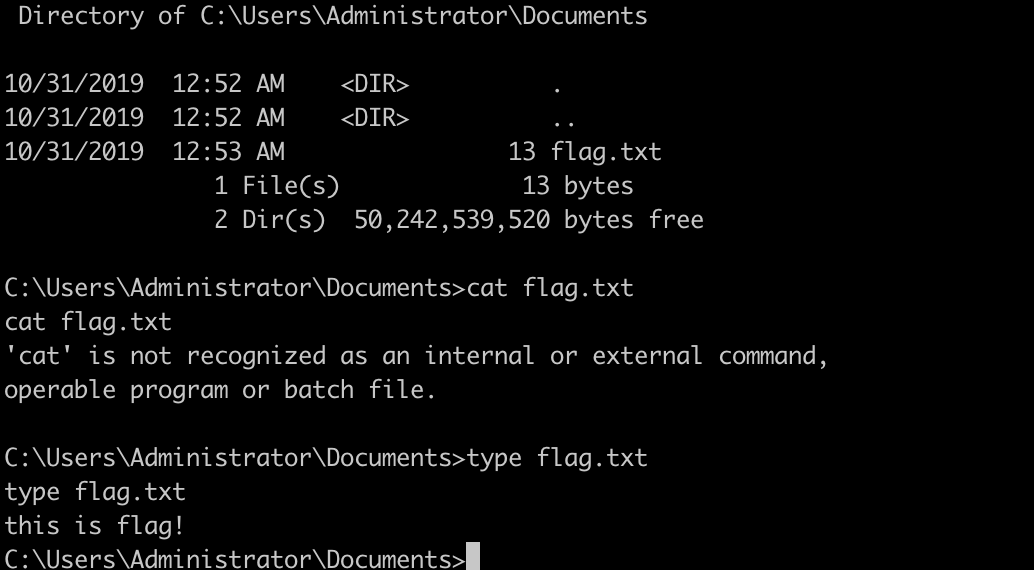 Directory of C:\Users\Administrator\Documents
10/31/2019  12:52 AM    <DIR>          .
10/31/2019  12:52 AM    <DIR>          ..
10/31/2019  12:53 AM                13 flag.txt
               1 File(s)             13 bytes
               2 Dir(s)  50,242,539,520 bytes free
C:\Users\Administrator\Documents>cat flag.txt
cat flag.txt
'cat' is not recognized as an internal or external command,
operable program or batch file.
C:\Users\Administrator\Documents>type flag.txt
type flag.txt
this is flag!
C:\Users\Administrator\Documents>